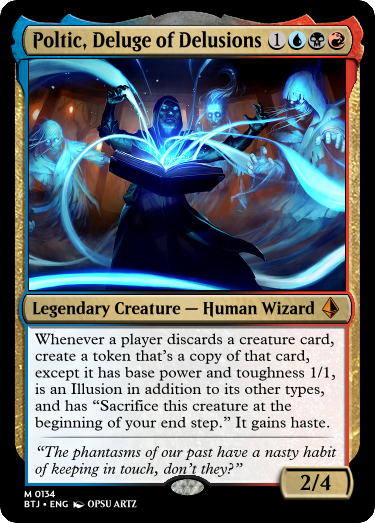 Poltic, Deluge of Delusions 1
Legendary Creature — Human Wizard
Whenever a player discards a creature card,
create a token that's a copy of that card,
except it has base power and toughness 1/1,
is an Illusion in addition to its other types,
and has “Sacrifice this creature at the
beginning of your end step.” It gains haste.
“The phantasms of our past have a nasty habit
of keeping in touch, don't they?”
2/4
M 0134
BTJ • ENG OPSU ARTZ